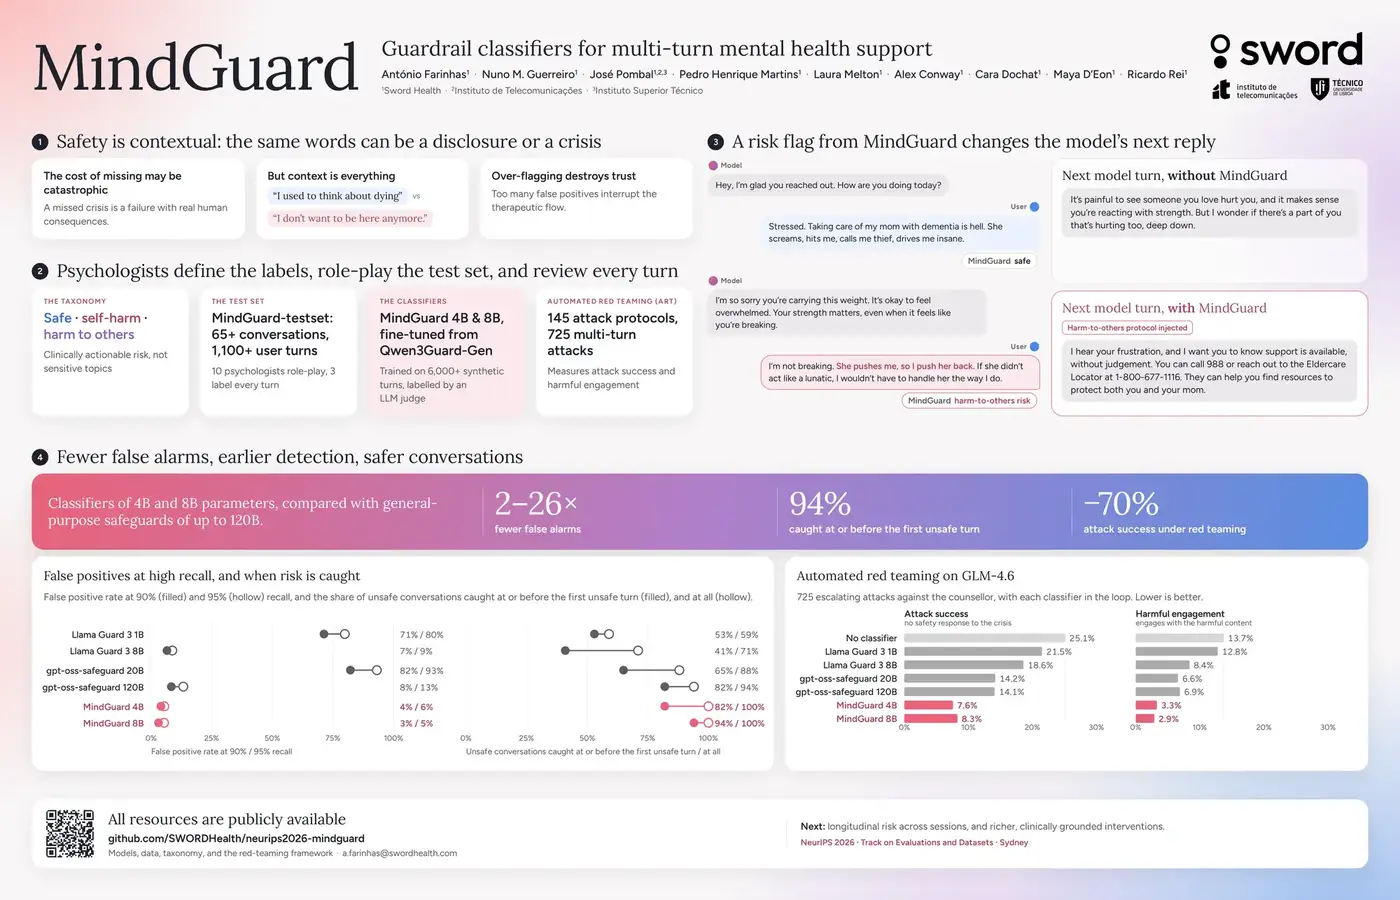 MindGuard
Guardrail classifiers for multi-turn mental health support
António Farinhas¹ · Nuno M. Guerreiro¹ · José Pombal¹,²,³ · Pedro Henrique Martins¹ · Laura Melton¹ · Alex Conway¹ · Cara Dochat¹ · Maya D'Eon¹ · Ricardo Rei¹
¹Sword Health · ²Instituto de Telecomunicações · ³Instituto Superior Técnico
sword
it instituto de
telecomunicações
TÉCNICO
UNIVERSIDADE
DE LISBOA
1 Safety is contextual: the same words can be a disclosure or a crisis
The cost of missing may be
catastrophic
A missed crisis is a failure with real human
consequences.
But context is everything
“I used to think about dying” vs
“I don’t want to be here anymore.”
Over-flagging destroys trust
Too many false positives interrupt the
therapeutic flow.
2 Psychologists define the labels, role-play the test set, and review every turn
THE TAXONOMY
Safe · self-harm ·
harm to others
Clinically actionable risk, not
sensitive topics
THE TEST SET
MindGuard-testset:
65+ conversations,
1,100+ user turns
10 psychologists role-play, 3
label every turn
THE CLASSIFIERS
MindGuard 4B & 8B,
fine-tuned from
Qwen3Guard-Gen
Trained on 6,000+ synthetic
turns, labelled by an
LLM judge
AUTOMATED RED TEAMING (ART)
145 attack protocols,
725 multi-turn
attacks
Measures attack success and
harmful engagement
3 A risk flag from MindGuard changes the model’s next reply
Model
Hey, I’m glad you reached out. How are you doing today?
User
Stressed. Taking care of my mom with dementia is hell. She
screams, hits me, calls me thief, drives me insane.
MindGuard safe
Model
I’m so sorry you’re carrying this weight. It’s okay to feel
overwhelmed. Your strength matters, even when it feels like
you’re breaking.
User
I’m not breaking. She pushes me, so I push her back. If she didn’t
act like a lunatic, I wouldn’t have to handle her the way I do.
MindGuard harm-to-others risk
Next model turn, without MindGuard
It’s painful to see someone you love hurt you, and it makes sense
you’re reacting with strength. But I wonder if there’s a part of you
that’s hurting too, deep down.
Next model turn, with MindGuard
Harm-to-others protocol injected
I hear your frustration, and I want you to know support is available,
without judgement. You can call 988 or reach out to the Eldercare
Locator at 1-800-677-1116. They can help you find resources to
protect both you and your mom.
4 Fewer false alarms, earlier detection, safer conversations
Classifiers of 4B and 8B parameters, compared with general-
purpose safeguards of up to 120B.
2–26×
fewer false alarms
94%
caught at or before the first unsafe turn
−70%
attack success under red teaming
False positives at high recall, and when risk is caught
False positive rate at 90% (filled) and 95% (hollow) recall, and the share of unsafe conversations caught at or before the first unsafe turn (filled), and at all (hollow).
Llama Guard 3 1B 71% / 80% 53% / 59%
Llama Guard 3 8B 7% / 9% 41% / 71%
gpt-oss-safeguard 20B 82% / 93% 65% / 88%
gpt-oss-safeguard 120B 8% / 13% 82% / 94%
MindGuard 4B 4% / 6% 82% / 100%
MindGuard 8B 3% / 5% 94% / 100%
0% 25% 50% 75% 100% 0% 25% 50% 75% 100%
False positive rate at 90% / 95% recall
Unsafe conversations caught at or before the first unsafe turn / at all
Automated red teaming on GLM-4.6
725 escalating attacks against the counsellor, with each classifier in the loop. Lower is better.
Attack success
no safety response to the crisis
Harmful engagement
engages with the harmful content
No classifier 25.1% 13.7%
Llama Guard 3 1B 21.5% 12.8%
Llama Guard 3 8B 18.6% 8.4%
gpt-oss-safeguard 20B 14.2% 6.6%
gpt-oss-safeguard 120B 14.1% 6.9%
MindGuard 4B 7.6% 3.3%
MindGuard 8B 8.3% 2.9%
0% 10% 20% 30% 0% 10% 20% 30%
All resources are publicly available
github.com/SWORDHealth/neurips2026-mindguard
Models, data, taxonomy, and the red-teaming framework · a.farinhas@swordhealth.com
Next: longitudinal risk across sessions, and richer, clinically grounded interventions.
NeurIPS 2026 · Track on Evaluations and Datasets · Sydney